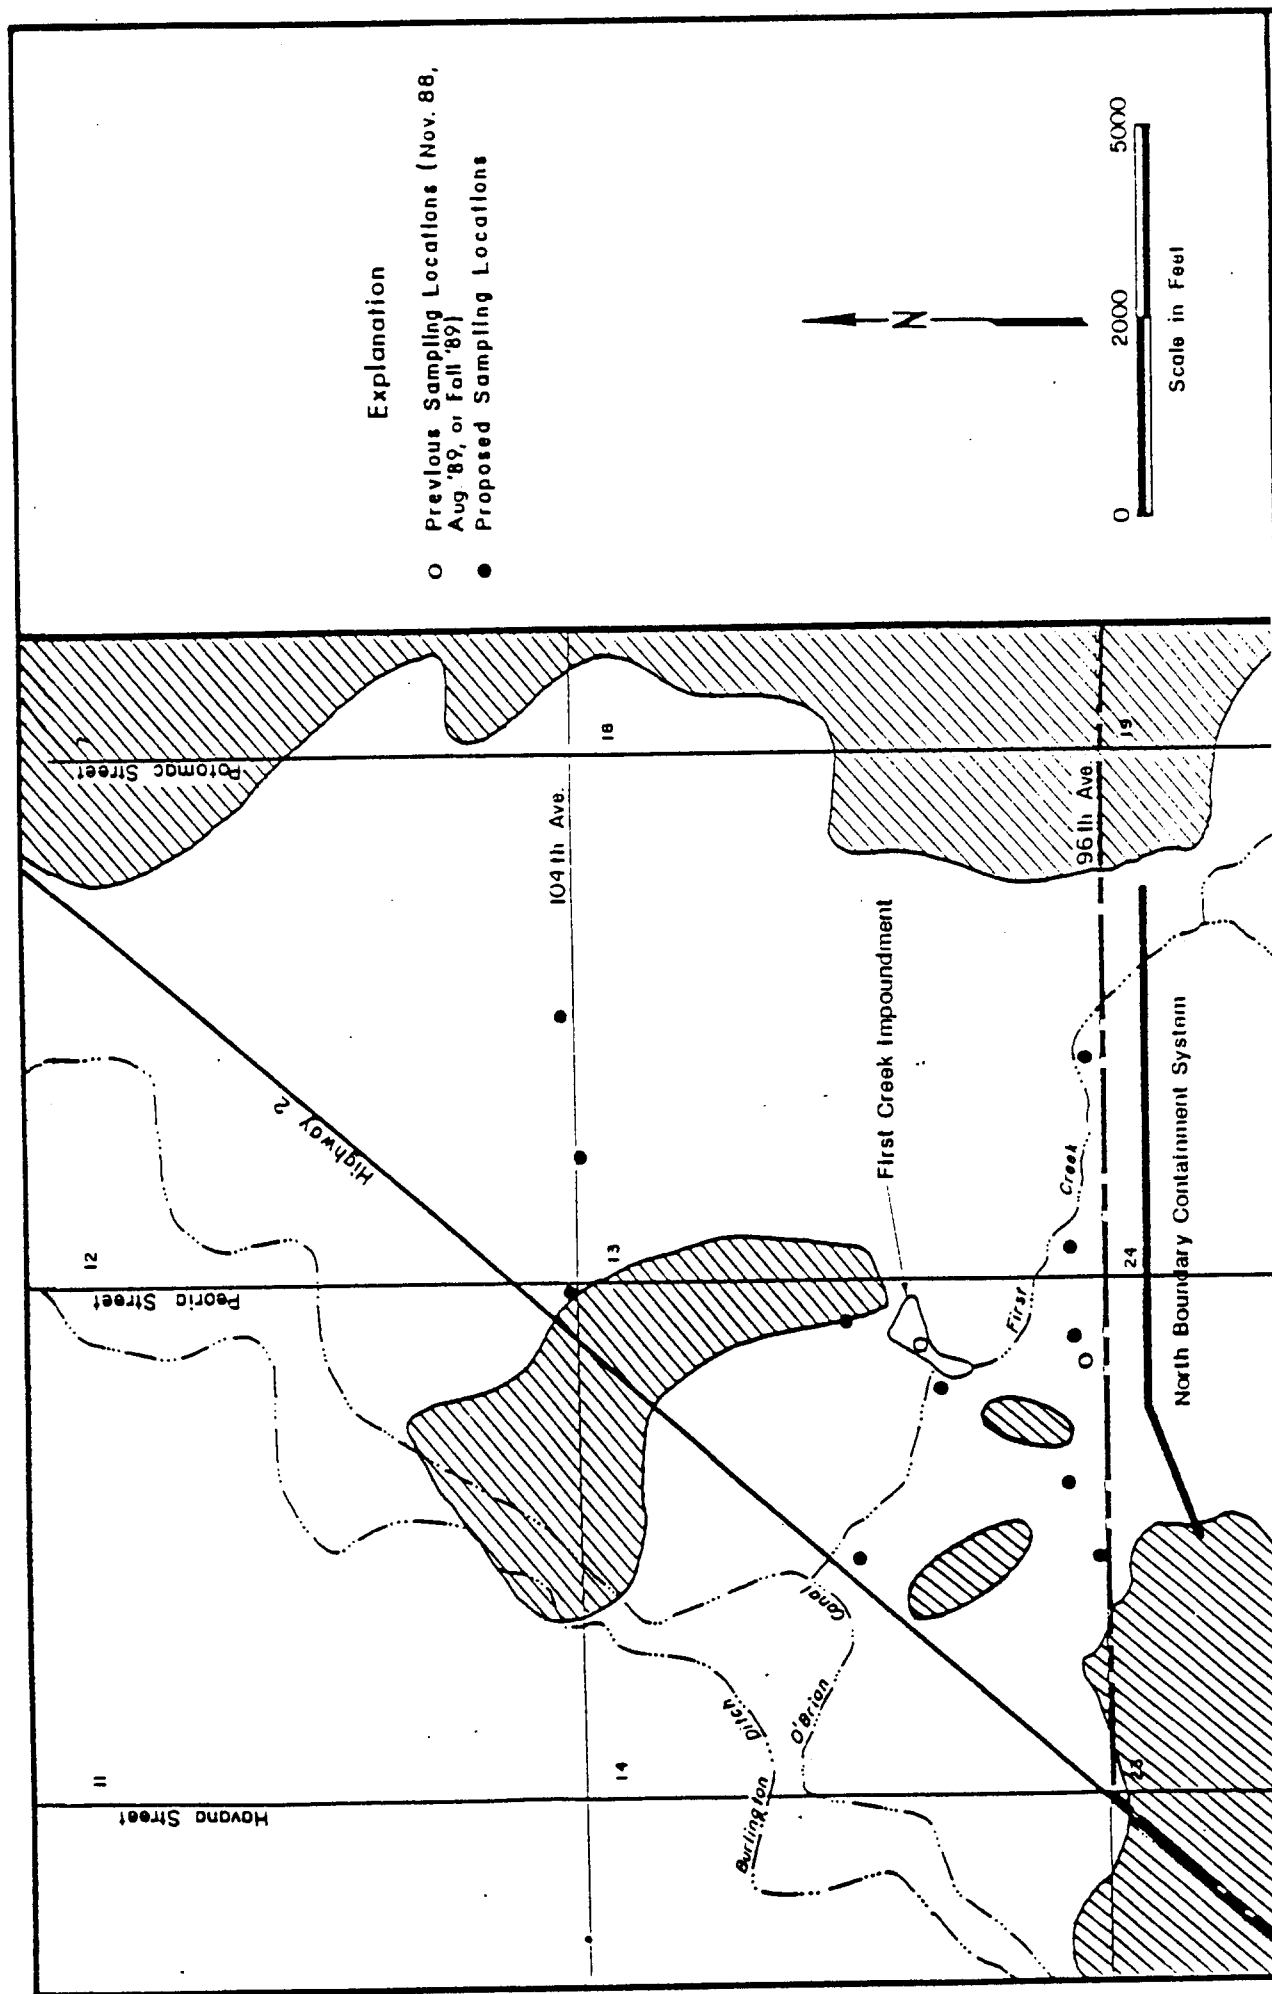 Explanation
O Previous Sampling Locations (Nov. 88,
Aug '89, or Fall '89)
● Proposed Sampling Locations
N
0 2000 5000
Scale in Feet
Havana Street
11
Peoria Street
12
Potomac Street
7
Highway 2
104th Ave.
14
13
18
Burlington
Ditch
O'Brian
Canal
First Creek Impoundment
First
Creek
96th Ave.
23
24
19
North Boundary Containment System